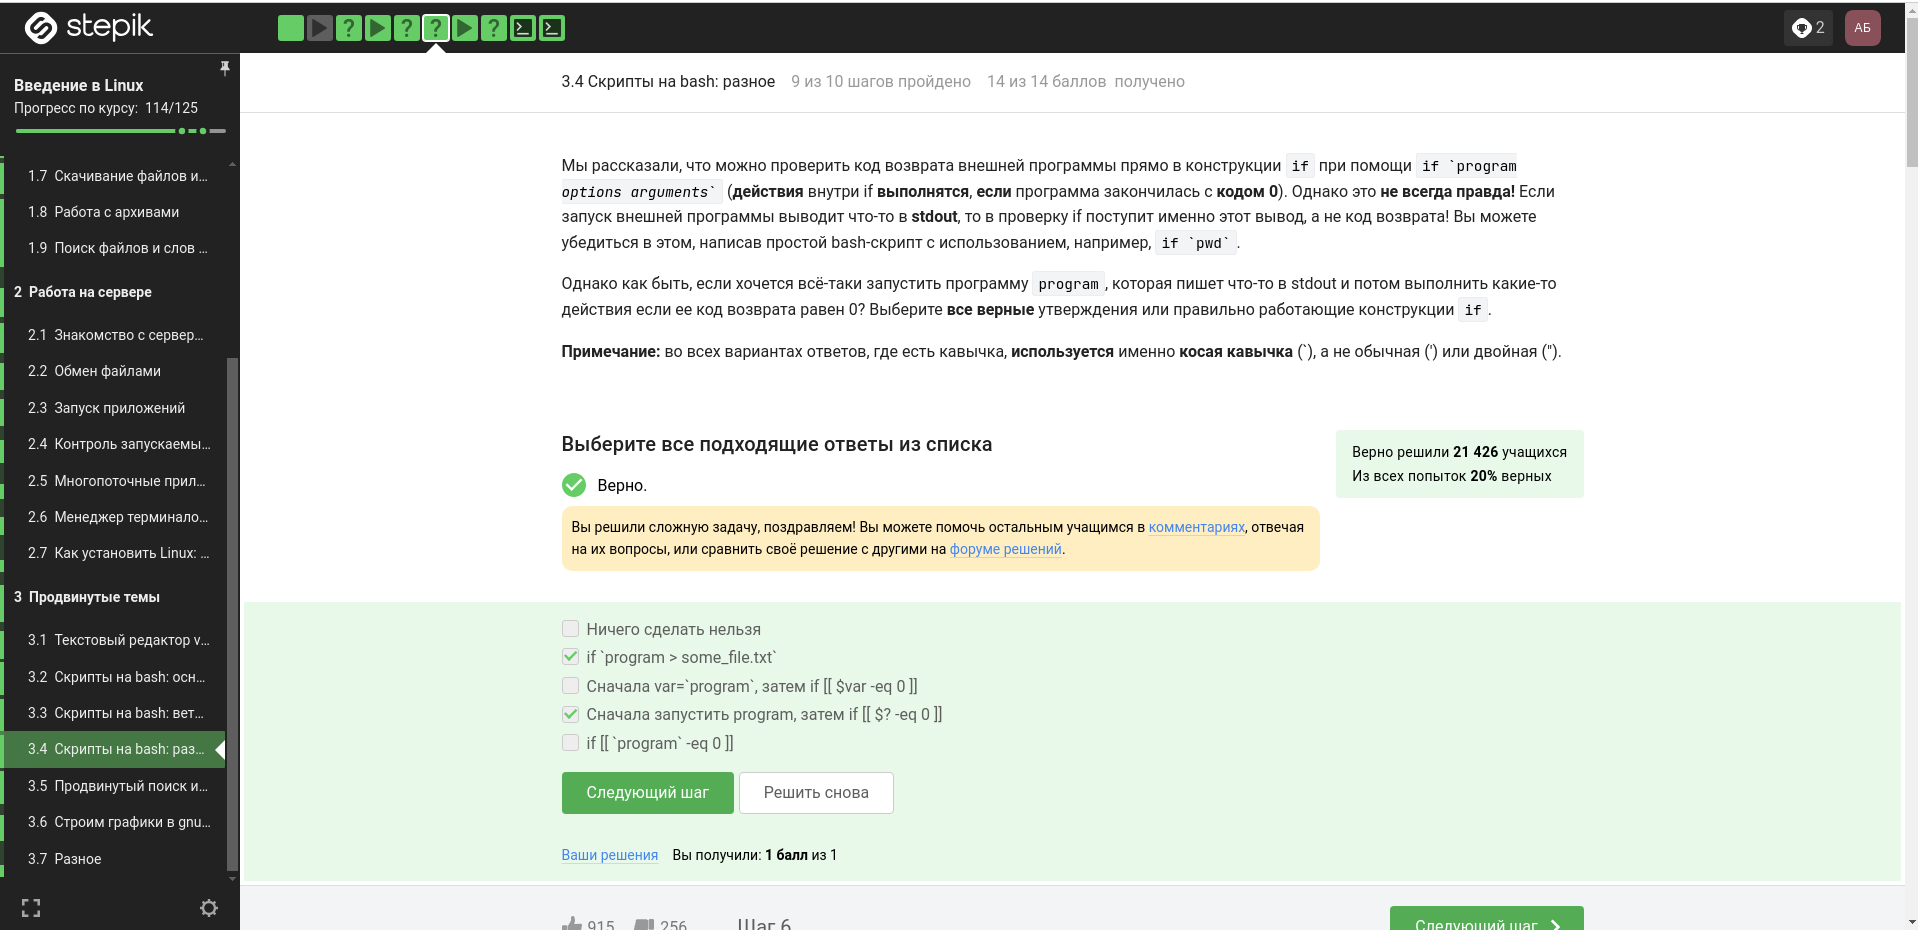 stepik
? ? ? ?
2
АБ
Введение в Linux
Прогресс по курсу: 114/125
1.7 Скачивание файлов и...
1.8 Работа с архивами
1.9 Поиск файлов и слов ...
2 Работа на сервере
2.1 Знакомство с сервер...
2.2 Обмен файлами
2.3 Запуск приложений
2.4 Контроль запускаемы...
2.5 Многопоточные прил...
2.6 Менеджер терминало...
2.7 Как установить Linux: ...
3 Продвинутые темы
3.1 Текстовый редактор v...
3.2 Скрипты на bash: осн...
3.3 Скрипты на bash: вет...
3.4 Скрипты на bash: раз...
3.5 Продвинутый поиск и...
3.6 Строим графики в gnu...
3.7 Разное
3.4 Скрипты на bash: разное 9 из 10 шагов пройдено 14 из 14 баллов получено
Мы рассказали, что можно проверить код возврата внешней программы прямо в конструкции if при помощи if `program
options arguments` (действия внутри if выполнятся, если программа закончилась с кодом 0). Однако это не всегда правда! Если
запуск внешней программы выводит что-то в stdout, то в проверку if поступит именно этот вывод, а не код возврата! Вы можете
убедиться в этом, написав простой bash-скрипт с использованием, например, if `pwd`.
Однако как быть, если хочется всё-таки запустить программу program, которая пишет что-то в stdout и потом выполнить какие-то
действия если ее код возврата равен 0? Выберите все верные утверждения или правильно работающие конструкции if.
Примечание: во всех вариантах ответов, где есть кавычка, используется именно косая кавычка (`), а не обычная (') или двойная (").
Выберите все подходящие ответы из списка
Верно решили 21 426 учащихся
Из всех попыток 20% верных
Верно.
Вы решили сложную задачу, поздравляем! Вы можете помочь остальным учащимся в комментариях, отвечая
на их вопросы, или сравнить своё решение с другими на форуме решений.
Ничего сделать нельзя
if `program > some_file.txt`
Сначала var=`program`, затем if [[ $var -eq 0 ]]
Сначала запустить program, затем if [[ $? -eq 0 ]]
if [[ `program` -eq 0 ]]
Следующий шаг
Решить снова
Ваши решения Вы получили: 1 балл из 1
915 256 Шаг 6
Следующий шаг